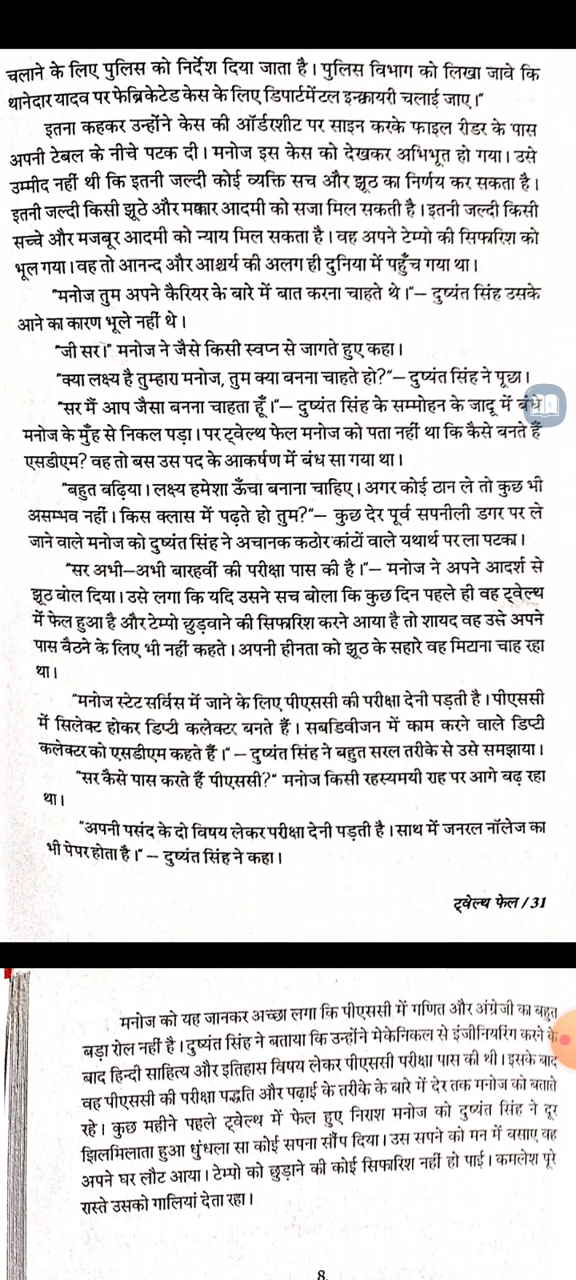 चलाने के लिए पुलिस को निर्देश दिया जाता है। पुलिस विभाग को लिखा जावे कि
थानेदार यादव पर फेब्रिकेटेड केस के लिए डिपार्टमेंटल इन्क्वायरी चलाई जाए।"
इतना कहकर उन्होंने केस की ऑर्डरशीट पर साइन करके फाइल रीडर के पास
अपनी टेबल के नीचे पटक दी। मनोज इस केस को देखकर अभिभूत हो गया। उसे
उम्मीद नहीं थी कि इतनी जल्दी कोई व्यक्ति सच और झूठ का निर्णय कर सकता है।
इतनी जल्दी किसी झूठे और मक्कार आदमी को सजा मिल सकती है। इतनी जल्दी किसी
सच्चे और मजबूर आदमी को न्याय मिल सकता है। वह अपने टेम्पो की सिफारिश को
भूल गया। वह तो आनन्द और आश्चर्य की अलग ही दुनिया में पहुँच गया था।
"मनोज तुम अपने कैरियर के बारे में बात करना चाहते थे।"– दुष्यंत सिंह उसके
आने का कारण भूले नहीं थे।
"जी सर।" मनोज ने जैसे किसी स्वप्न से जागते हुए कहा।
"क्या लक्ष्य है तुम्हारा मनोज, तुम क्या बनना चाहते हो?"– दुष्यंत सिंह ने पूछा।
"सर मैं आप जैसा बनना चाहता हूँ।"– दुष्यंत सिंह के सम्मोहन के जादू में बंधे
मनोज के मुँह से निकल पड़ा। पर ट्वेल्थ फेल मनोज को पता नहीं था कि कैसे बनते हैं
एसडीएम? वह तो बस उस पद के आकर्षण में बंध सा गया था।
"बहुत बढ़िया। लक्ष्य हमेशा ऊँचा बनाना चाहिए। अगर कोई ठान ले तो कुछ भी
असम्भव नहीं। किस क्लास में पढ़ते हो तुम?"– कुछ देर पूर्व सपनीली डगर पर ले
जाने वाले मनोज को दुष्यंत सिंह ने अचानक कठोर कांटों वाले यथार्थ पर ला पटका।
"सर अभी–अभी बारहवीं की परीक्षा पास की है।"– मनोज ने अपने आदर्श से
झूठ बोल दिया। उसे लगा कि यदि उसने सच बोला कि कुछ दिन पहले ही वह ट्वेल्थ
में फेल हुआ है और टेम्पो छुड़वाने की सिफारिश करने आया है तो शायद वह उसे अपने
पास बैठने के लिए भी नहीं कहते। अपनी हीनता को झूठ के सहारे वह मिटाना चाह रहा
था।
"मनोज स्टेट सर्विस में जाने के लिए पीएससी की परीक्षा देनी पड़ती है। पीएससी
में सिलेक्ट होकर डिप्टी कलेक्टर बनते हैं। सबडिवीजन में काम करने वाले डिप्टी
कलेक्टर को एसडीएम कहते हैं।" – दुष्यंत सिंह ने बहुत सरल तरीके से उसे समझाया।
"सर कैसे पास करते हैं पीएससी?" मनोज किसी रहस्यमयी राह पर आगे बढ़ रहा
था।
"अपनी पसंद के दो विषय लेकर परीक्षा देनी पड़ती है। साथ में जनरल नॉलेज का
भी पेपर होता है।" – दुष्यंत सिंह ने कहा।
ट्वेल्थ फेल / 31
मनोज को यह जानकर अच्छा लगा कि पीएससी में गणित और अंग्रेजी का बहुत
बड़ा रोल नहीं है। दुष्यंत सिंह ने बताया कि उन्होंने मेकेनिकल से इंजीनियरिंग करने के
बाद हिन्दी साहित्य और इतिहास विषय लेकर पीएससी परीक्षा पास की थी। इसके बाद
वह पीएससी की परीक्षा पद्धति और पढ़ाई के तरीके के बारे में देर तक मनोज को बताते
रहे। कुछ महीने पहले ट्वेल्थ में फेल हुए निराश मनोज को दुष्यंत सिंह ने दूर
झिलमिलाता हुआ धुंधला सा कोई सपना सौंप दिया। उस सपने को मन में बसाए वह
अपने घर लौट आया। टेम्पो को छुड़ाने की कोई सिफारिश नहीं हो पाई। कमलेश पूरे
रास्ते उसको गालियां देता रहा।
8.